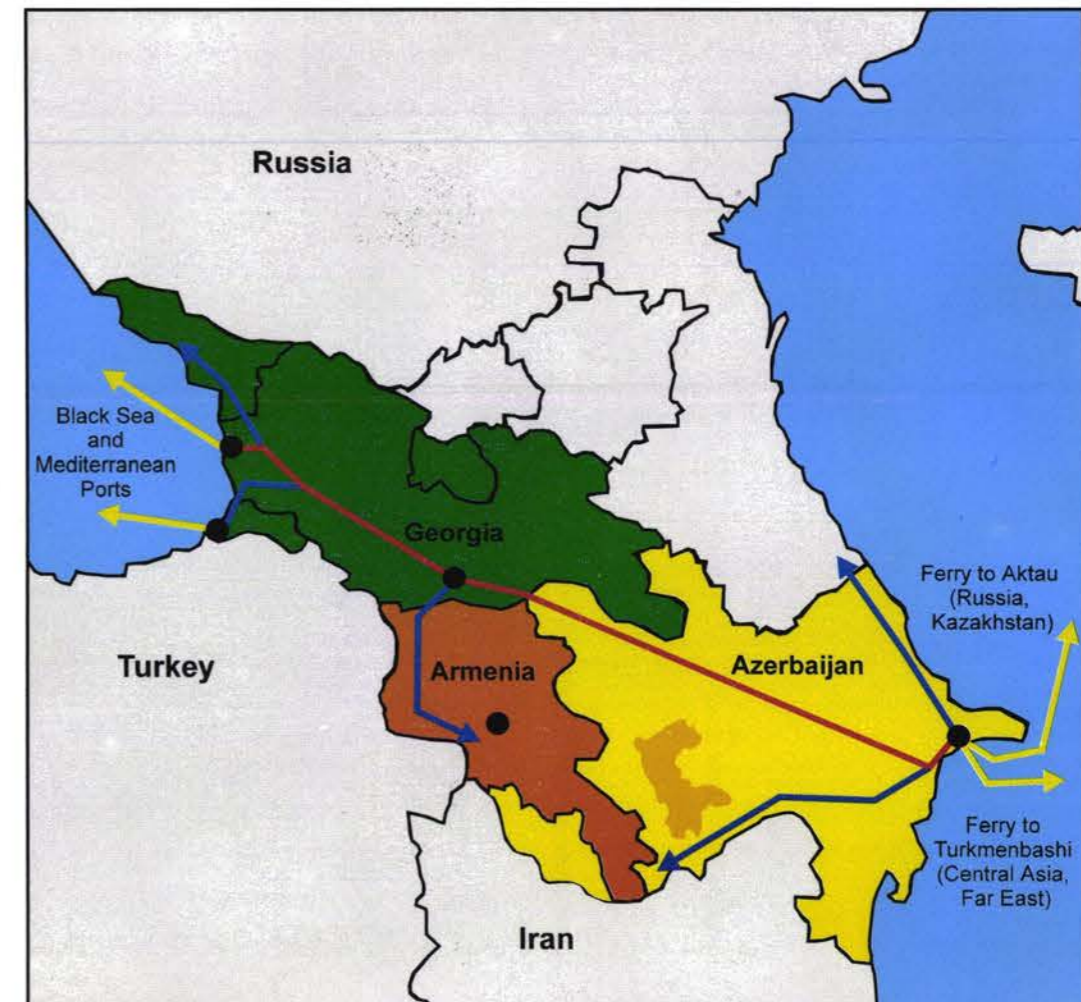 Russia
Black Sea
and
Mediterranean
Ports
Georgia
Ferry to Aktau
(Russia,
Kazakhstan)
Turkey
Armenia
Azerbaijan
Ferry to
Turkmenbashi
(Central Asia,
Far East)
Iran